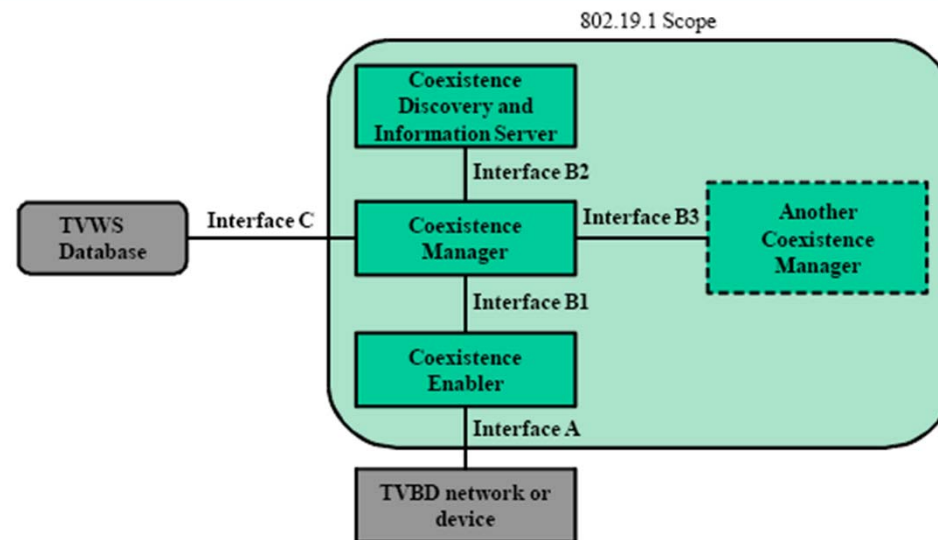 802.19.1 Scope
Coexistence
Discovery and
Information Server
Interface B2
TVWS
Database
Interface C
Coexistence
Manager
Interface B3
Another
Coexistence
Manager
Interface B1
Coexistence
Enabler
Interface A
TVBD network or
device